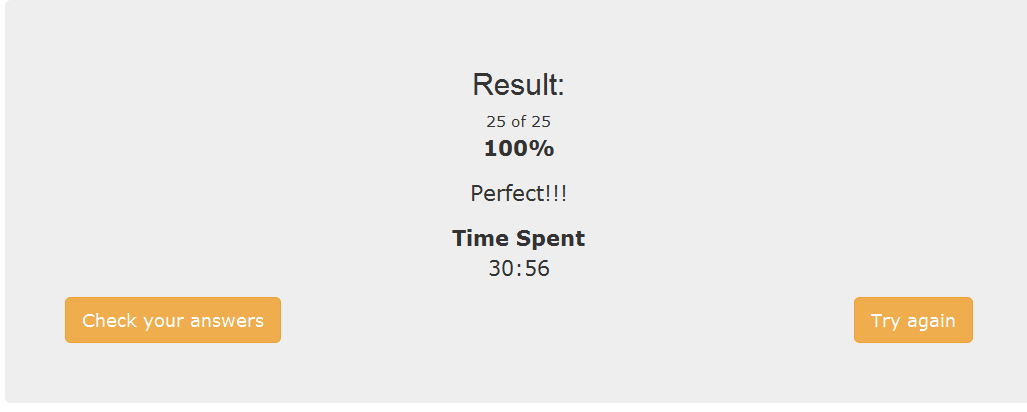 Result:
25 of 25
100%
Perfect!!!
Time Spent
30:56
Check your answers
Try again